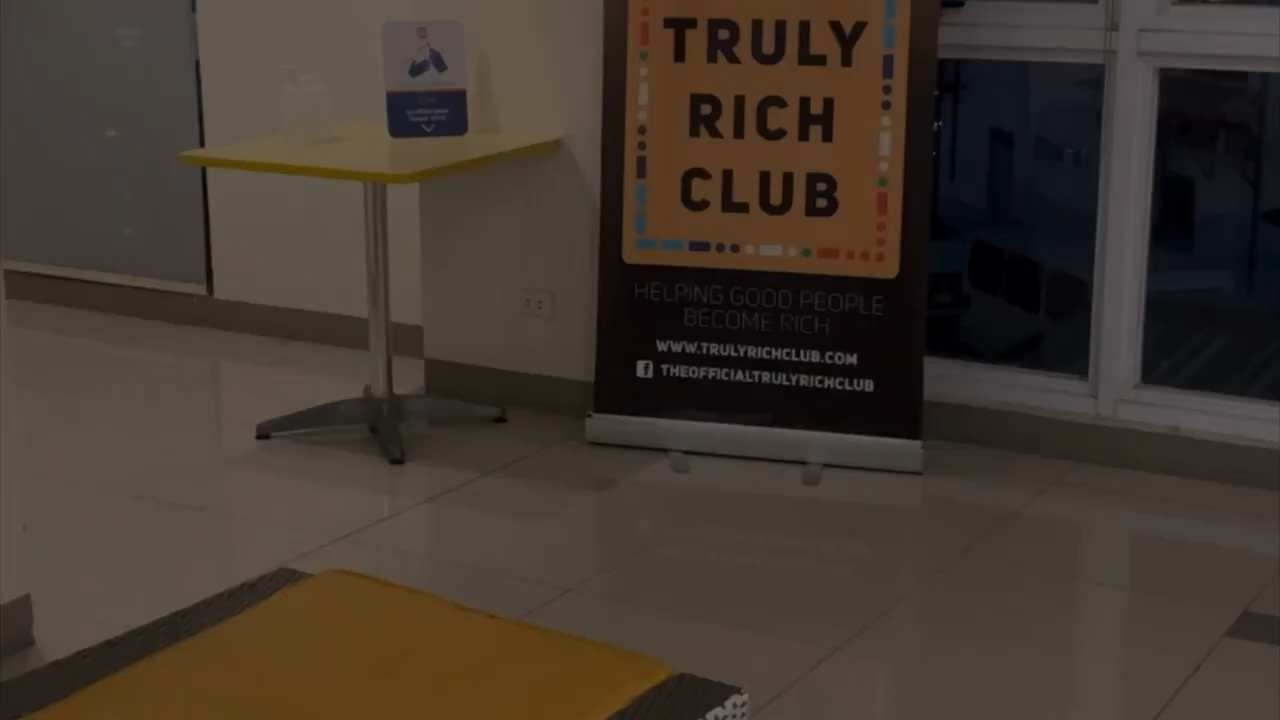 TRULY
RICH
CLUB
HELPING GOOD PEOPLE
BECOME RICH
WWW.TRULYRICHCLUB.COM
THEOFFICIALTRULYRICHCLUB